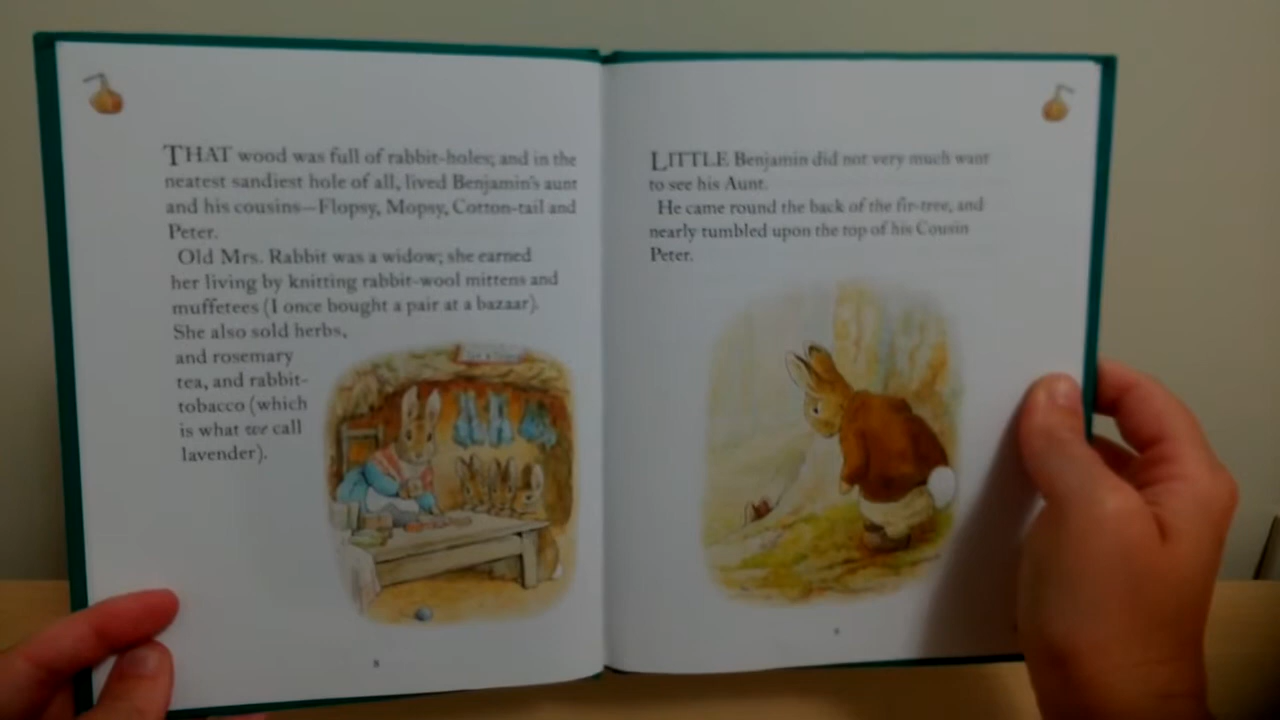 THAT wood was full of rabbit-holes; and in the
neatest sandiest hole of all, lived Benjamin's aunt
and his cousins—Flopsy, Mopsy, Cotton-tail and
Peter.
Old Mrs. Rabbit was a widow; she earned
her living by knitting rabbit-wool mittens and
muffetees (I once bought a pair at a bazaar).
She also sold herbs,
and rosemary
tea, and rabbit-
tobacco (which
is what we call
lavender).
8
LITTLE Benjamin did not very much want
to see his Aunt.
He came round the back of the fir-tree, and
nearly tumbled upon the top of his Cousin
Peter.